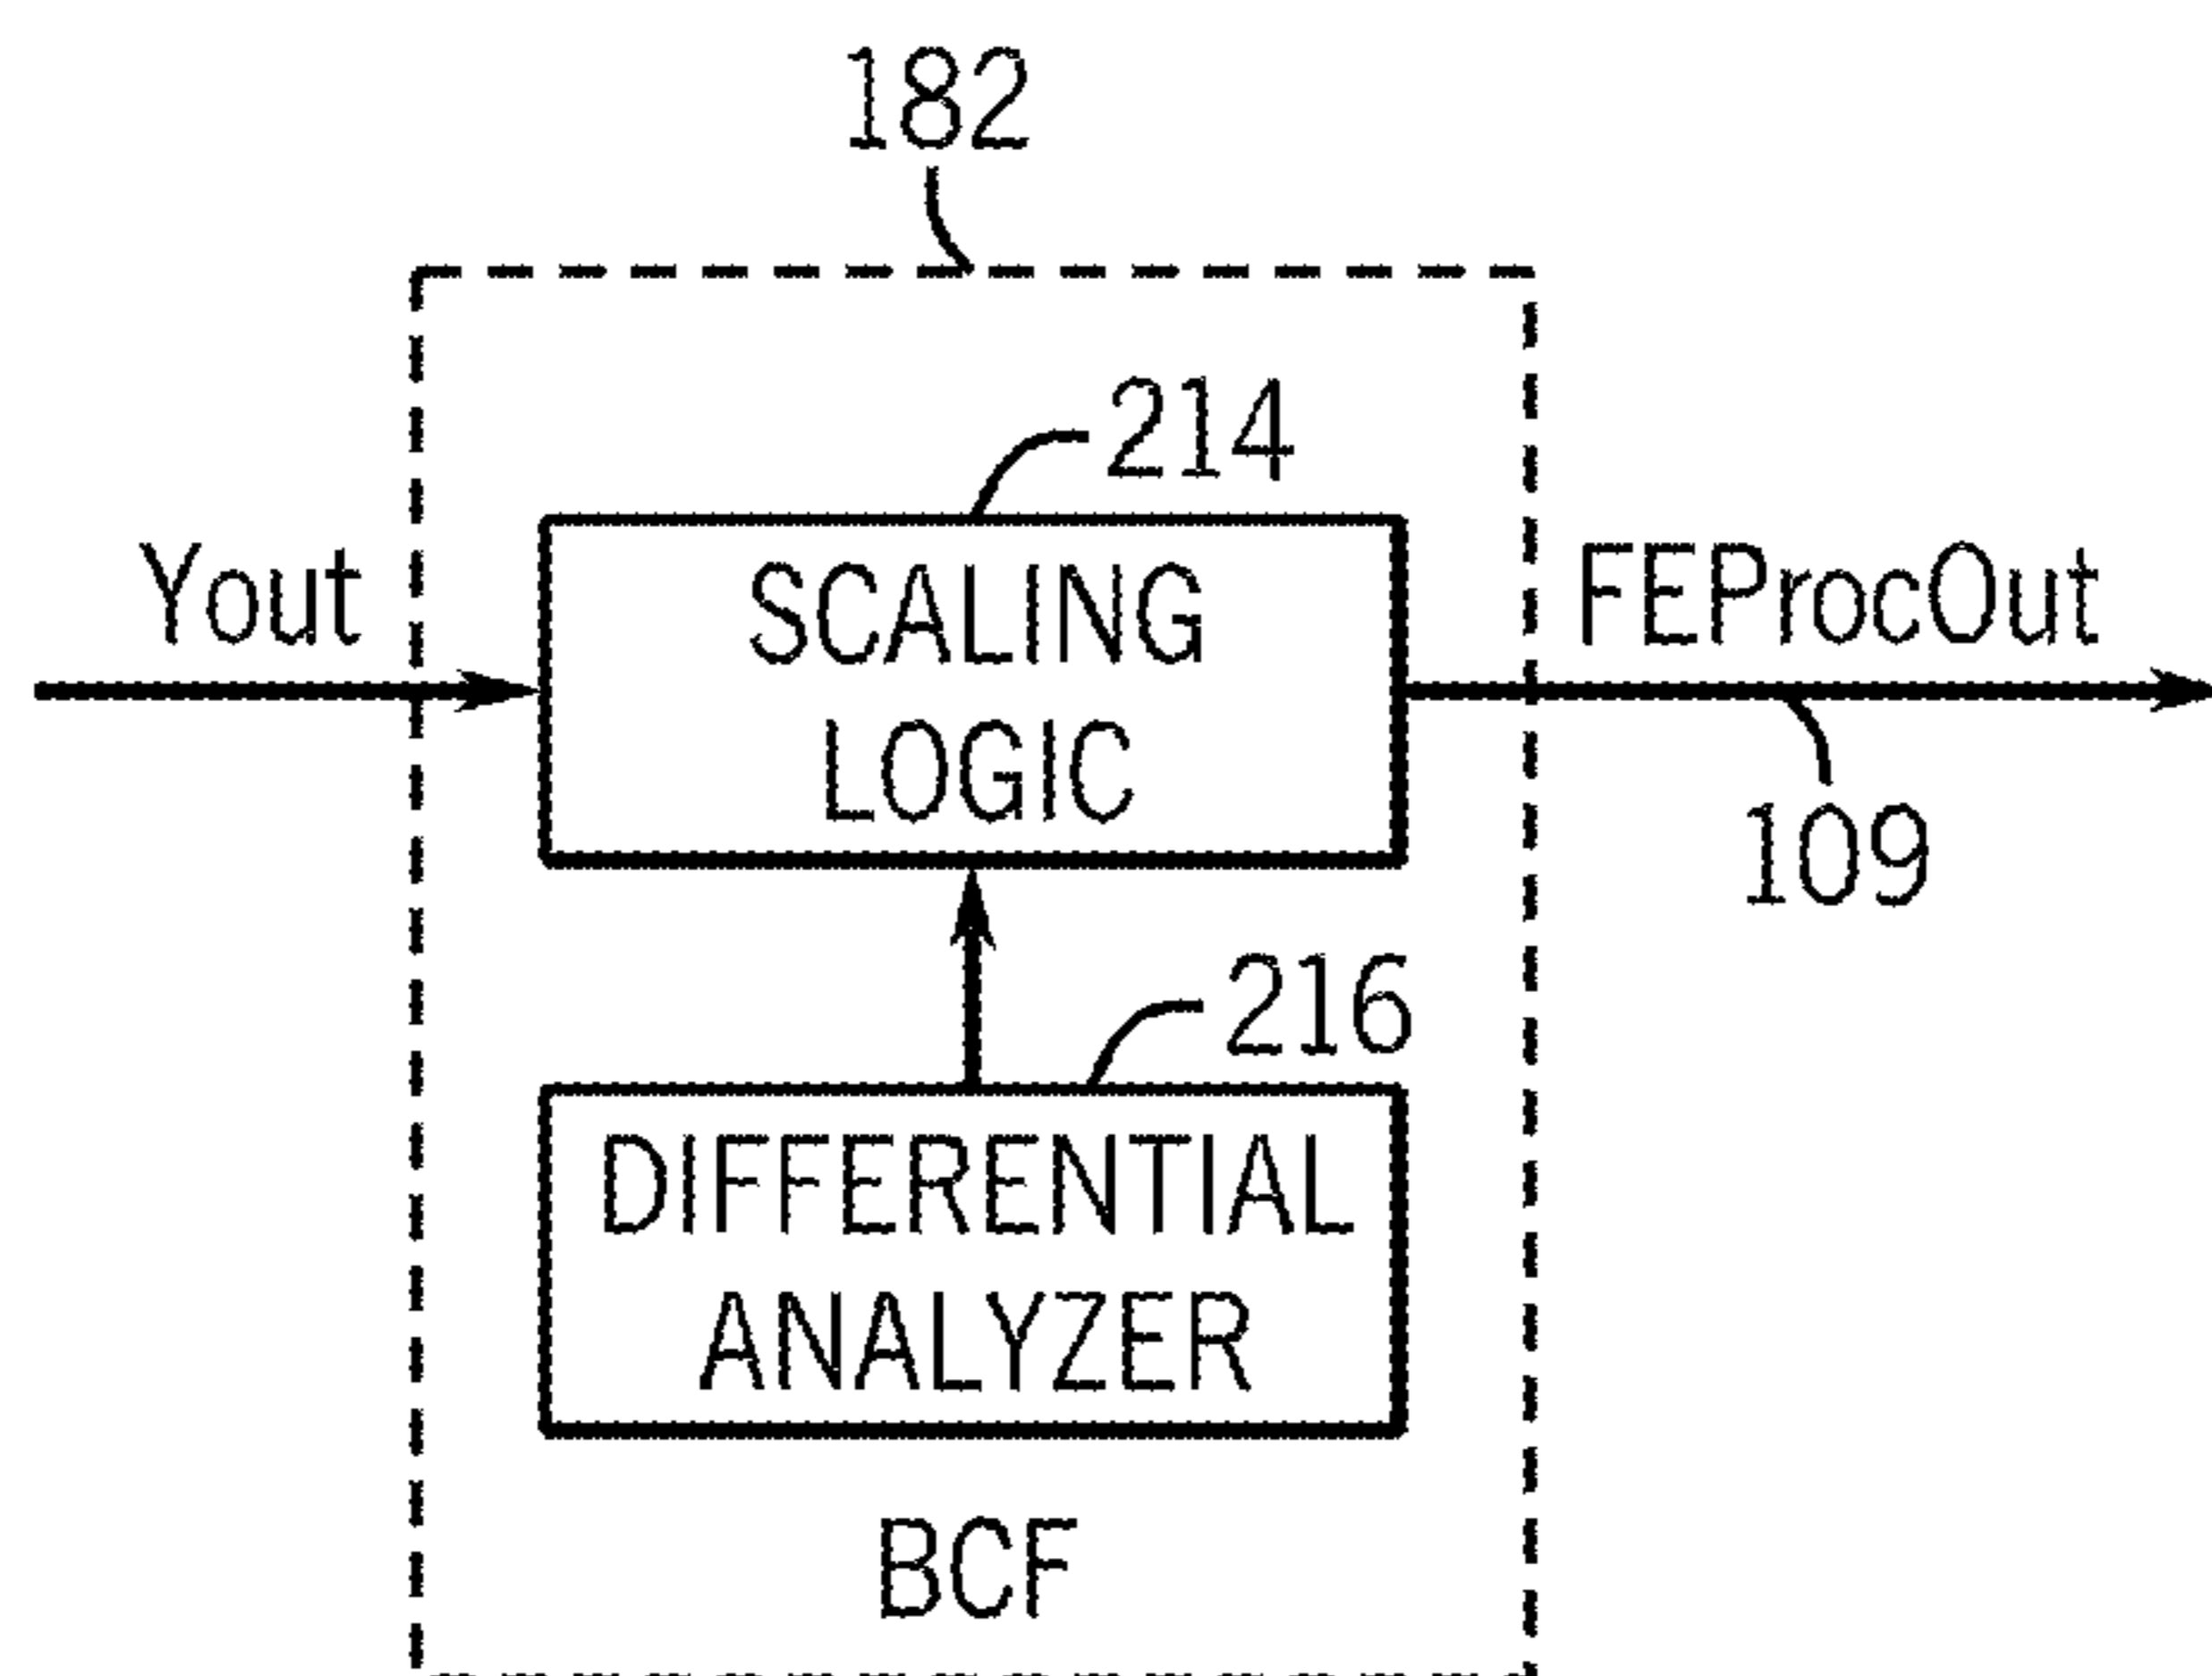 182
214
Yout
SCALING
LOGIC
FEProcOut
109
216
DIFFERENTIAL
ANALYZER
BCF